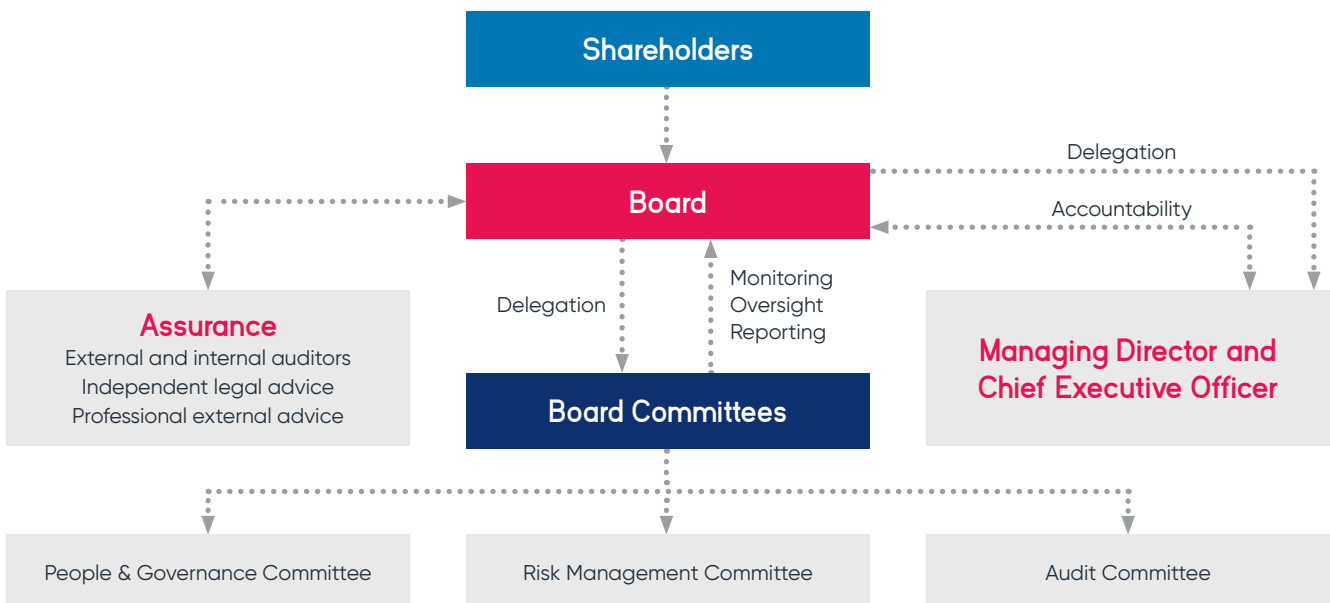 Shareholders
Delegation
Board
Accountability
Delegation
Monitoring
Oversight
Reporting
Assurance
External and internal auditors
Independent legal advice
Professional external advice
Managing Director and
Chief Executive Officer
Board Committees
People & Governance Committee
Risk Management Committee
Audit Committee